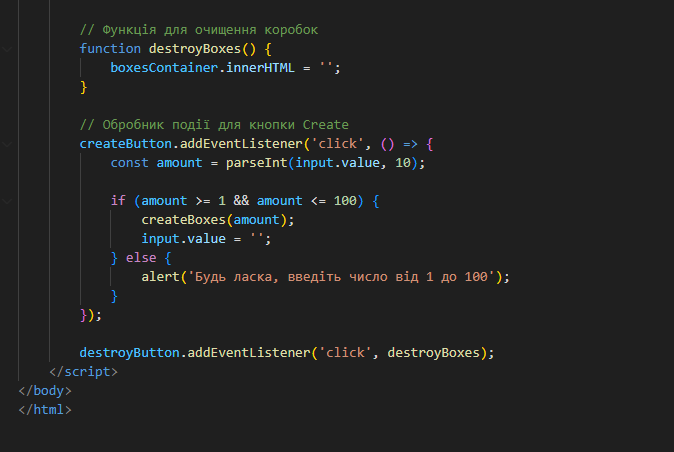 // Функція для очищення коробок
function destroyBoxes() {
boxesContainer.innerHTML = '';
}
// Обробник події для кнопки Create
createButton.addEventListener('click', () => {
const amount = parseInt(input.value, 10);
if (amount >= 1 && amount <= 100) {
createBoxes(amount);
input.value = '';
} else {
alert('Будь ласка, введіть число від 1 до 100');
}
});
destroyButton.addEventListener('click', destroyBoxes);
</script>
</body>
</html>